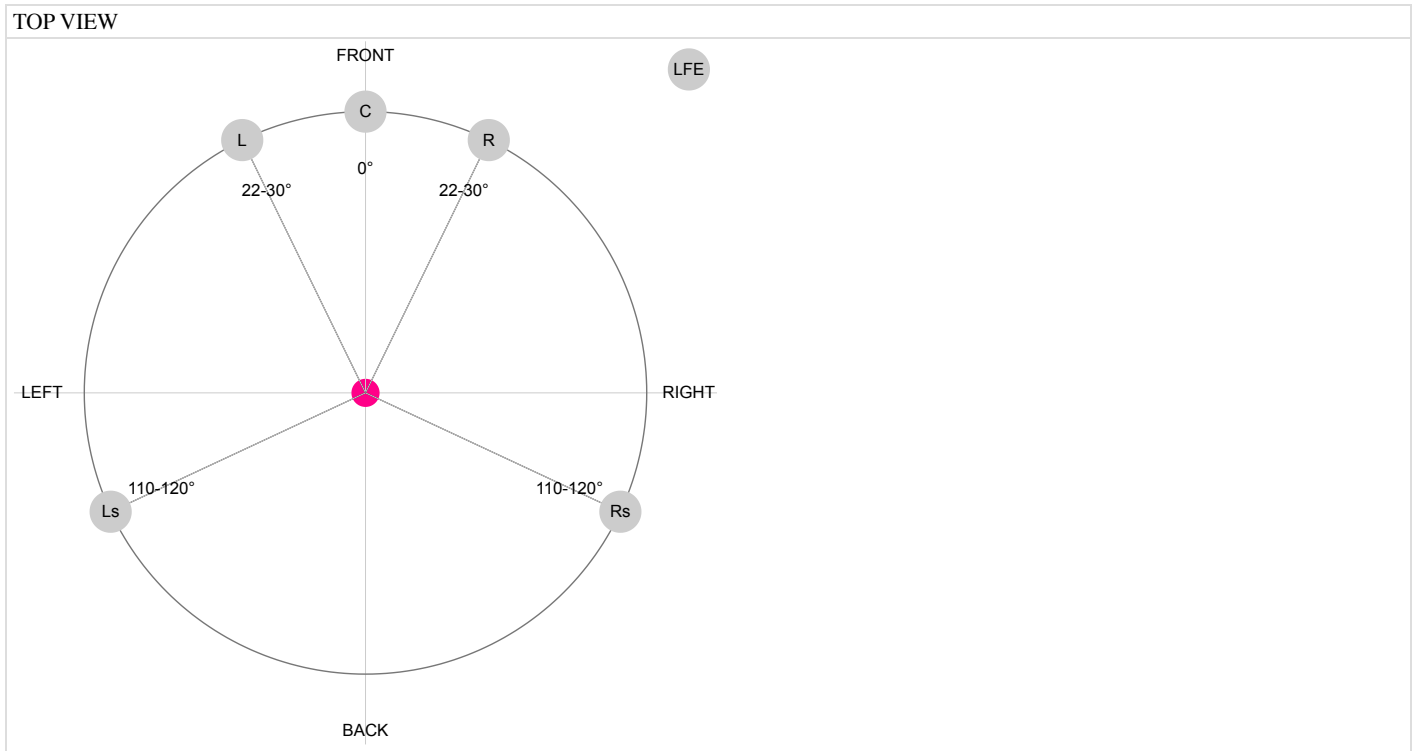 TOP VIEW
FRONT
LFE
C
L
R
0°
22-30°
22-30°
LEFT
RIGHT
110-120°
110-120°
Ls
Rs
BACK